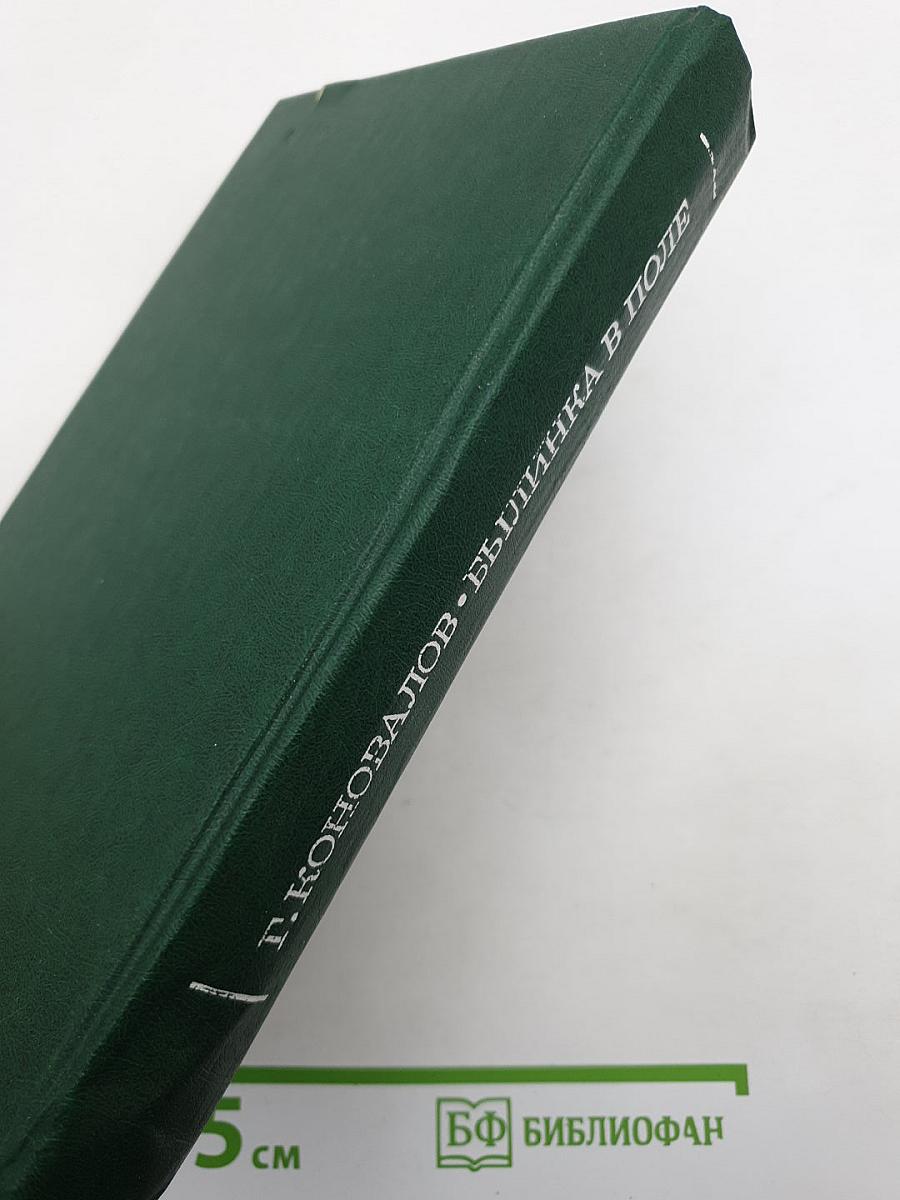 Г. КОНОВАЛОВ • БЫЛИНКА В ПОЛЕ
5 см
БФ БИБЛИОФАН